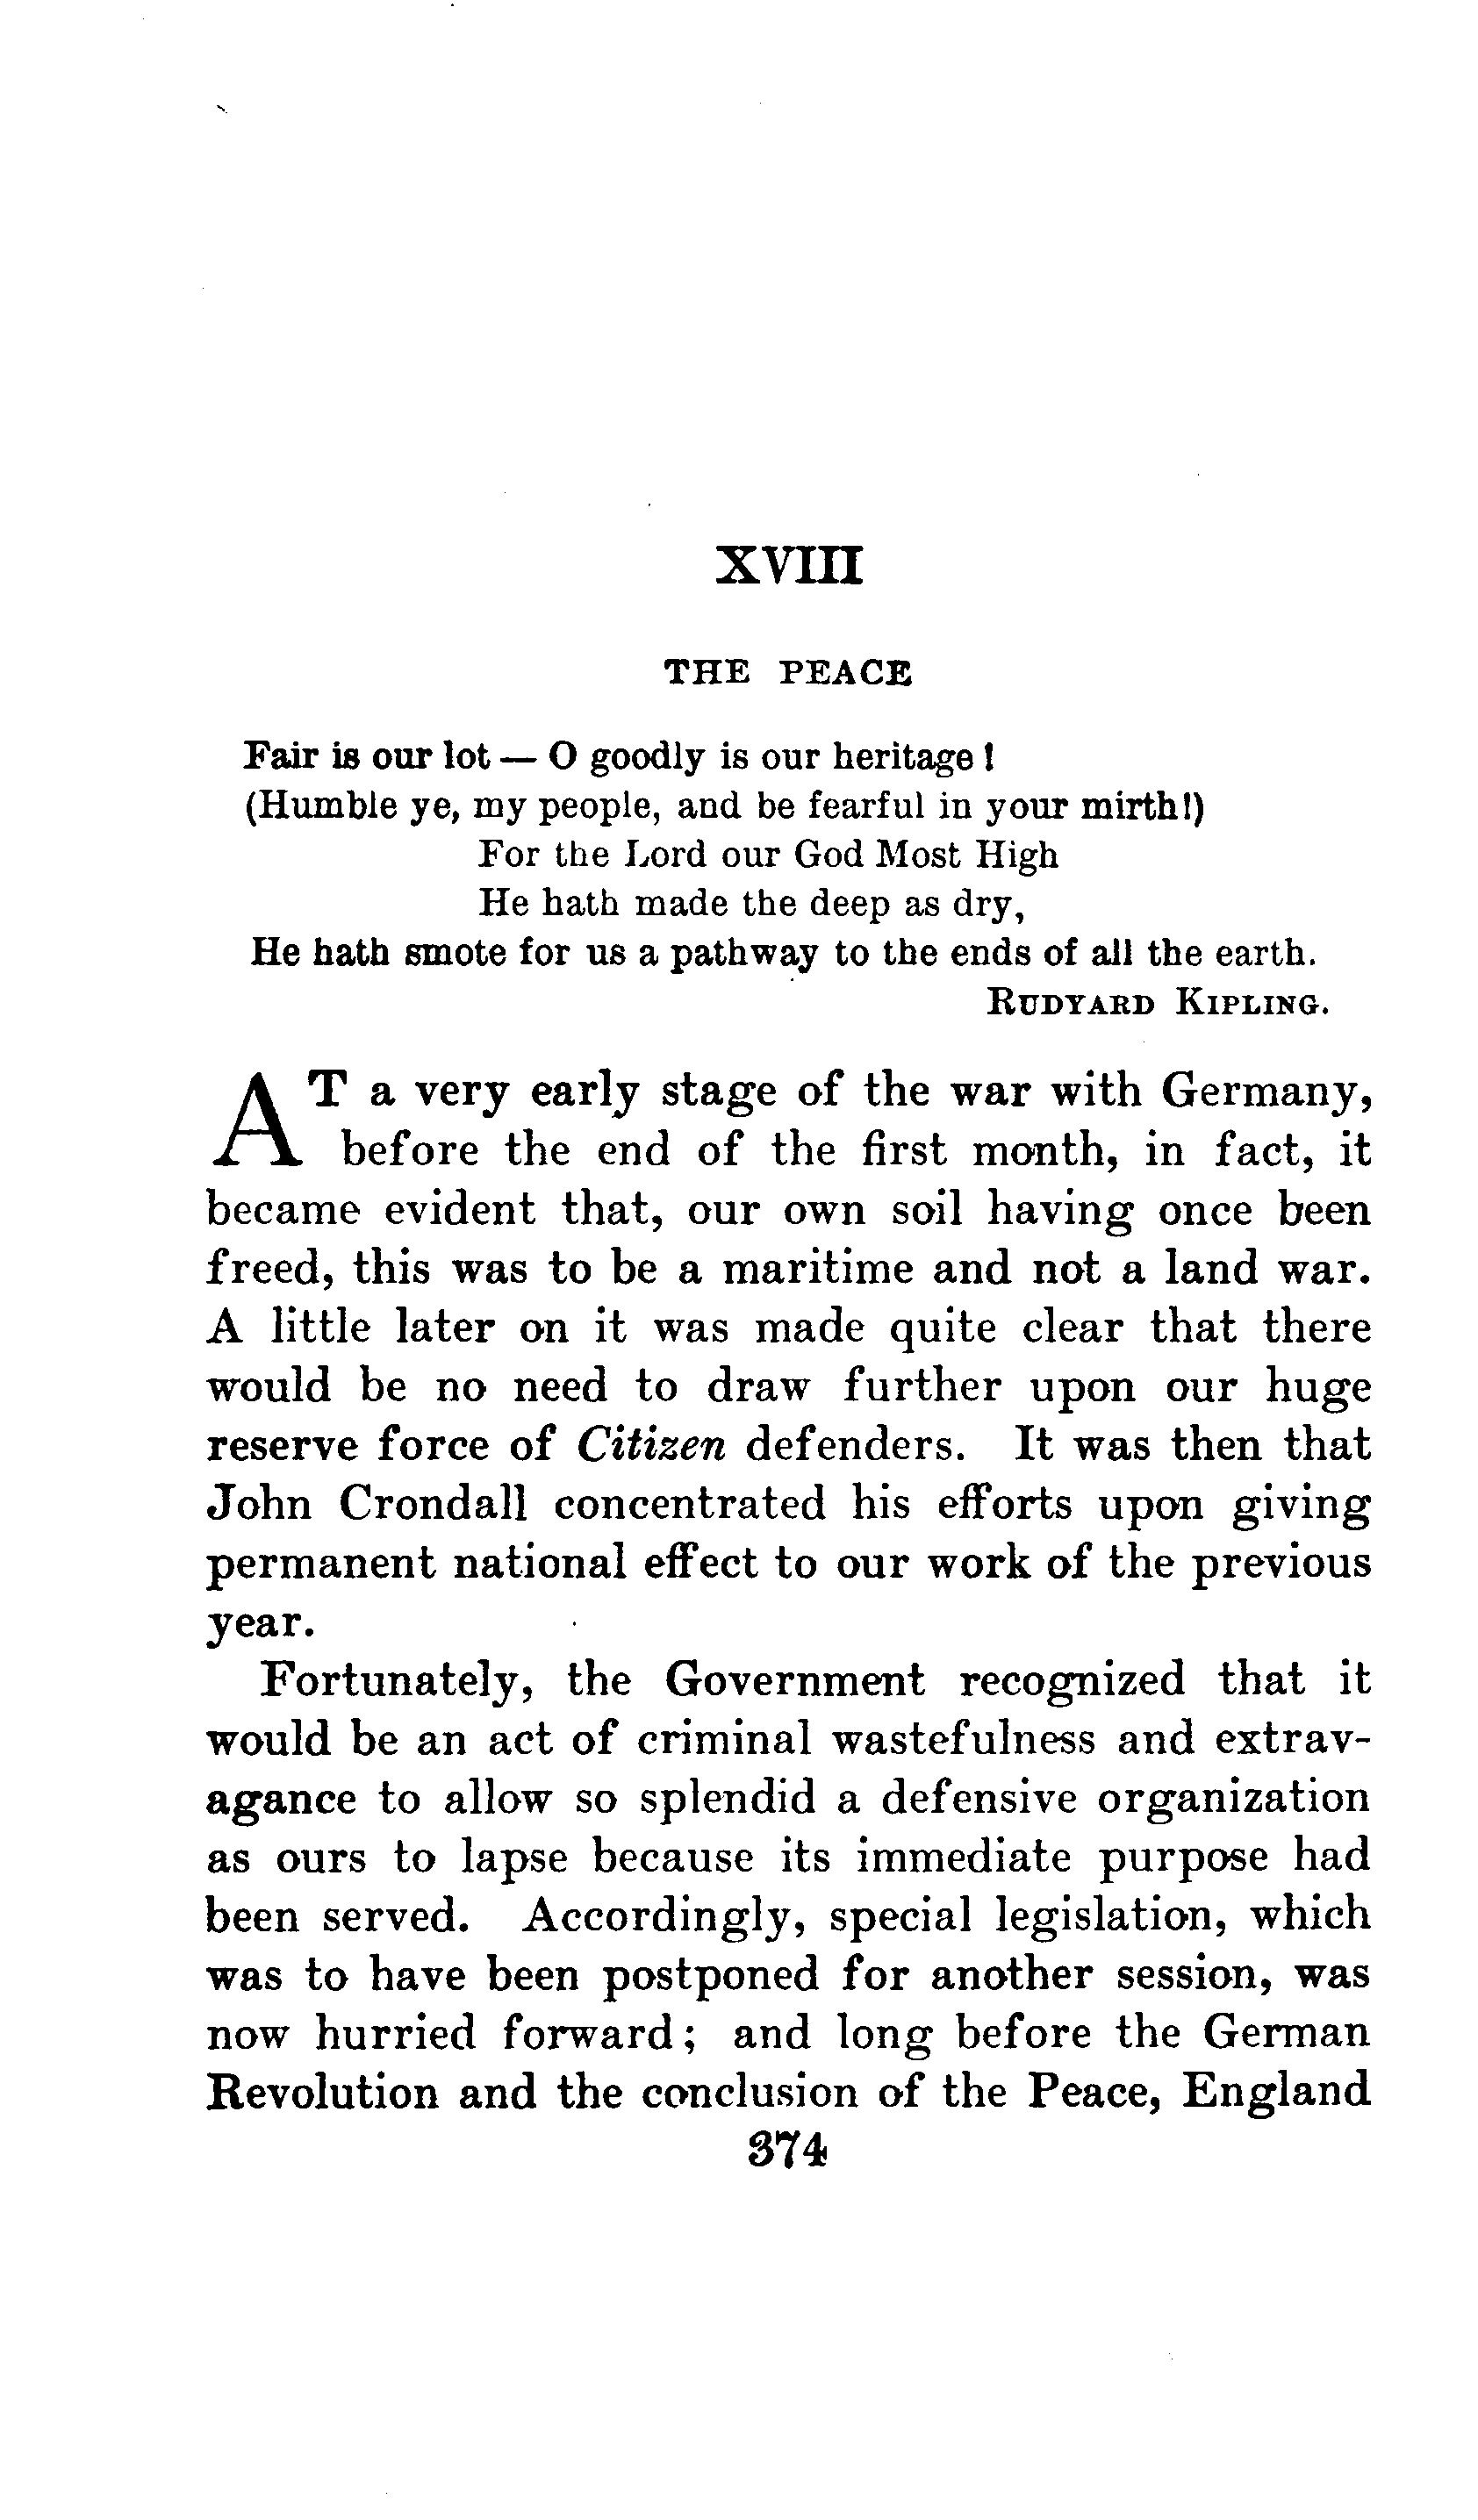 XVIII
THE PEACE
Fair is our lot — O goodly is our heritage!
(Humble ye, my people, and be fearful in your mirth!)
For the Lord our God Most High
He hath made the deep as dry,
He hath smote for us a pathway to the ends of all the earth.
RUDYARD KIPLING.
AT a very early stage of the war with Germany,
before the end of the first month, in fact, it
became evident that, our own soil having once been
freed, this was to be a maritime and not a land war.
A little later on it was made quite clear that there
would be no need to draw further upon our huge
reserve force of Citizen defenders. It was then that
John Crondall concentrated his efforts upon giving
permanent national effect to our work of the previous
year.
Fortunately, the Government recognized that it
would be an act of criminal wastefulness and extrav-
agance to allow so splendid a defensive organization
as ours to lapse because its immediate purpose had
been served. Accordingly, special legislation, which
was to have been postponed for another session, was
now hurried forward; and long before the German
Revolution and the conclusion of the Peace, England
374